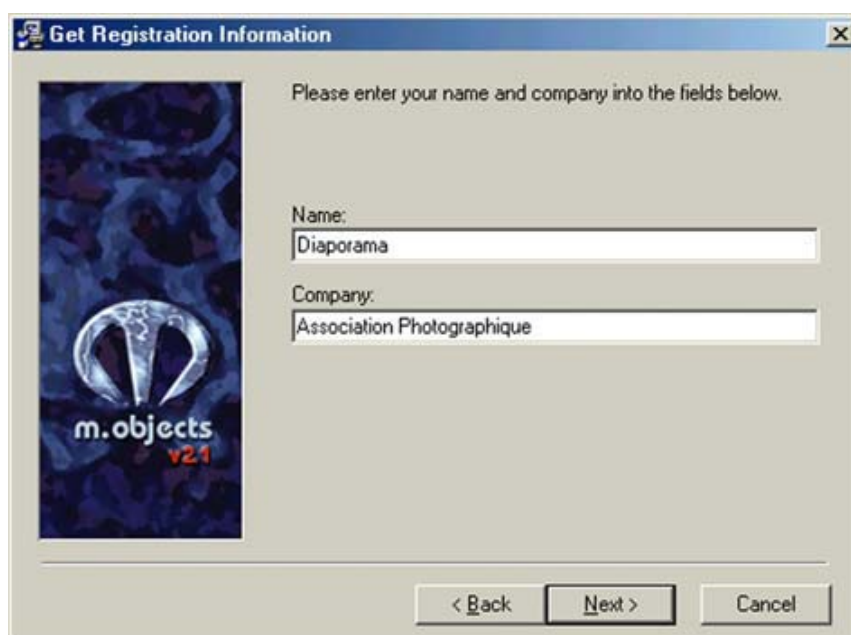 Get Registration Information
Please enter your name and company into the fields below.
Name:
Diaporama
Company:
Association Photographique
m.objects
v2.1
< Back
Next >
Cancel